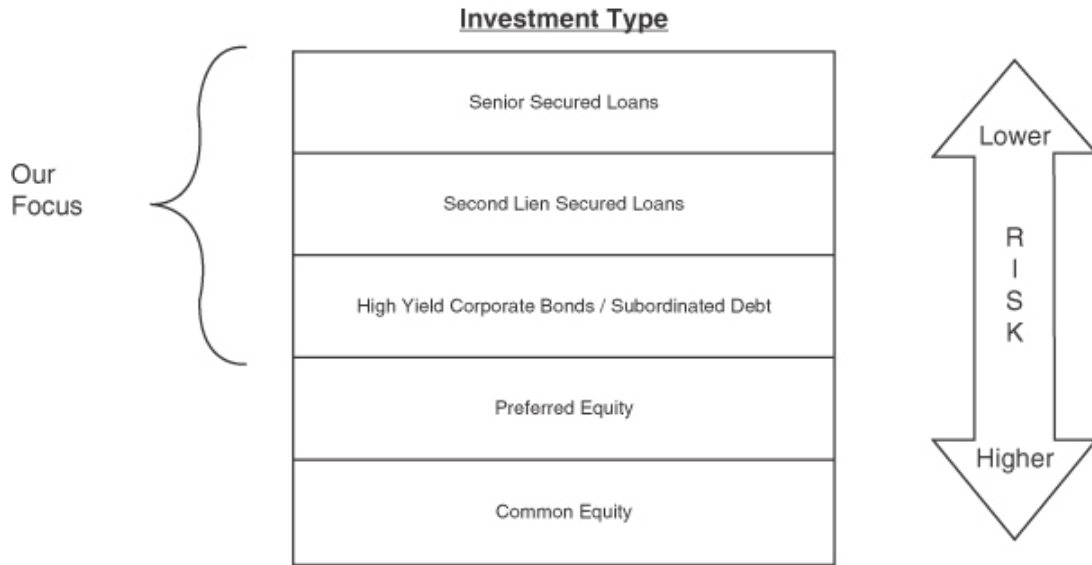 Investment Type
Senior Secured Loans
Our
Focus
Second Lien Secured Loans
High Yield Corporate Bonds / Subordinated Debt
Preferred Equity
Common Equity
Lower
R
I
S
K
Higher